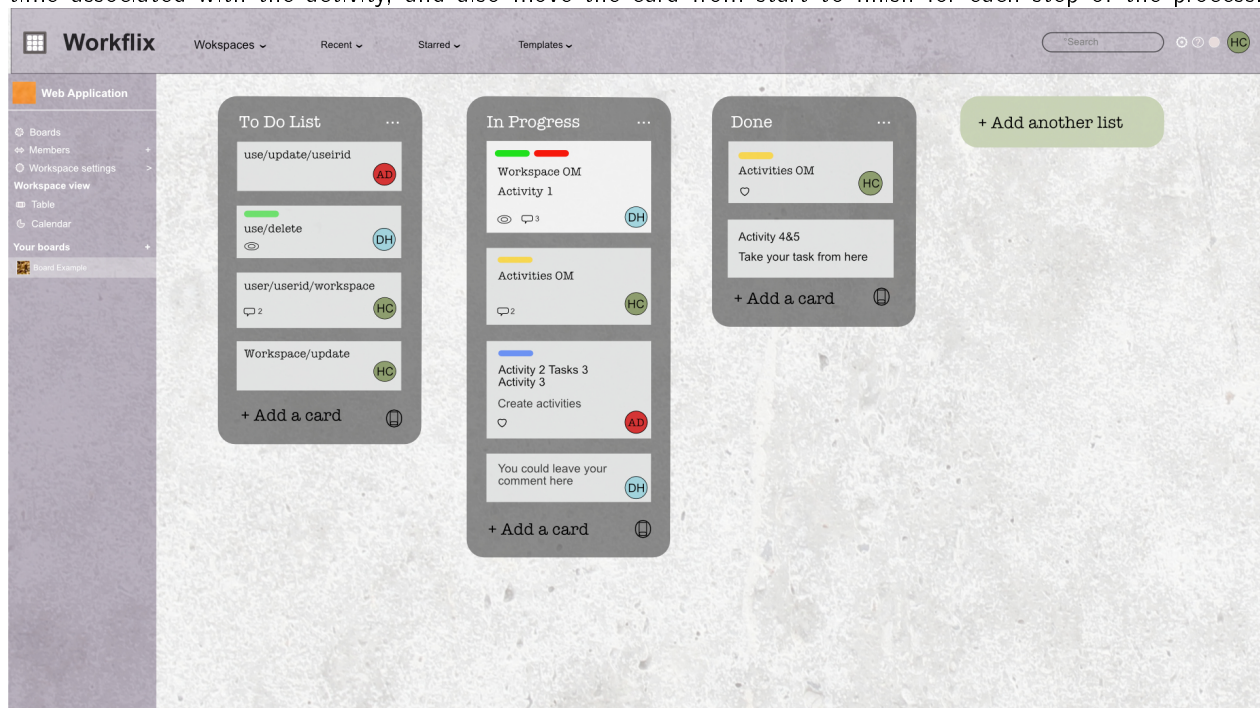 time associated with the activity, and also move the card from start to finish for each step of the process.
Workflix
Wokspaces
Recent
Starred
Templates
Search
HC
Web Application
Boards
Members +
Workspace settings >
Workspace view
Table
Calendar
Your boards +
Board Example
To Do List ...
use/update/useirid
AD
use/delete
DH
user/userid/workspace
2
HC
Workspace/update
HC
+ Add a card
In Progress ...
Workspace OM
Activity 1
3
DH
Activities OM
2
HC
Activity 2 Tasks 3
Activity 3
Create activities
AD
You could leave your
comment here
DH
+ Add a card
Done ...
Activities OM
HC
Activity 4&5
Take your task from here
+ Add a card
+ Add another list